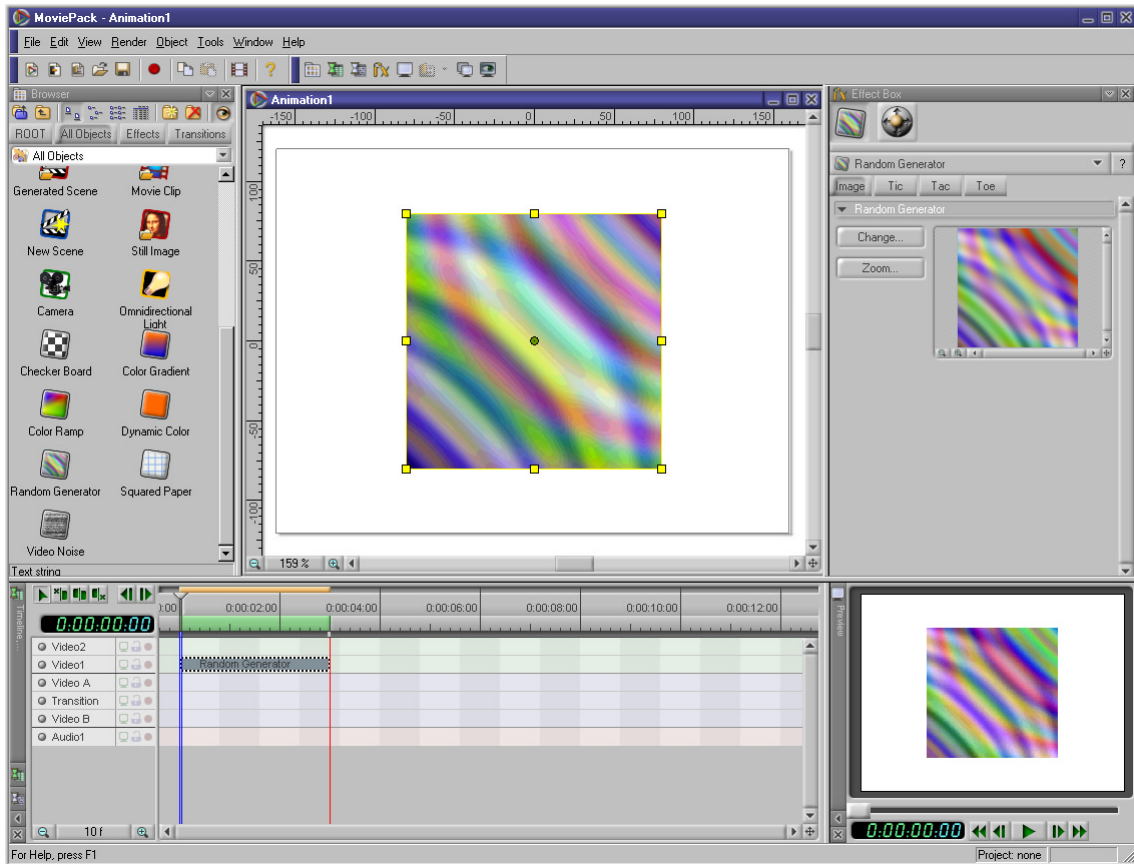 MoviePack - Animation1
File Edit View Render Object Tools Window Help
Browser
ROOT All Objects Effects Transitions
All Objects
Generated Scene Movie Clip
New Scene Still Image
Camera Omnidirectional Light
Checker Board Color Gradient
Color Ramp Dynamic Color
Random Generator Squared Paper
Video Noise
Text string
Animation1
-150 -100 -50 0 50 100 150
100
50
0
-50
-100
159 %
Effect Box
Random Generator ?
Image Tic Tac Toe
Random Generator
Change...
Zoom...
Timeline...
0:00:00:00
0:00:02:00 0:00:04:00 0:00:06:00 0:00:08:00 0:00:10:00 0:00:12:00
Video2
Video1 Random Generator
Video A
Transition
Video B
Audio1
10 f
Preview
0:00:00:00
For Help, press F1
Project: none